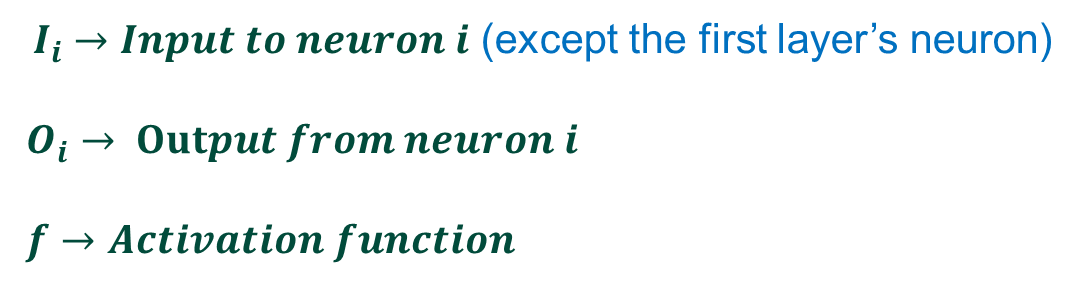 Iᵢ → Input to neuron i (except the first layer's neuron)
Oᵢ → Output from neuron i
f → Activation function